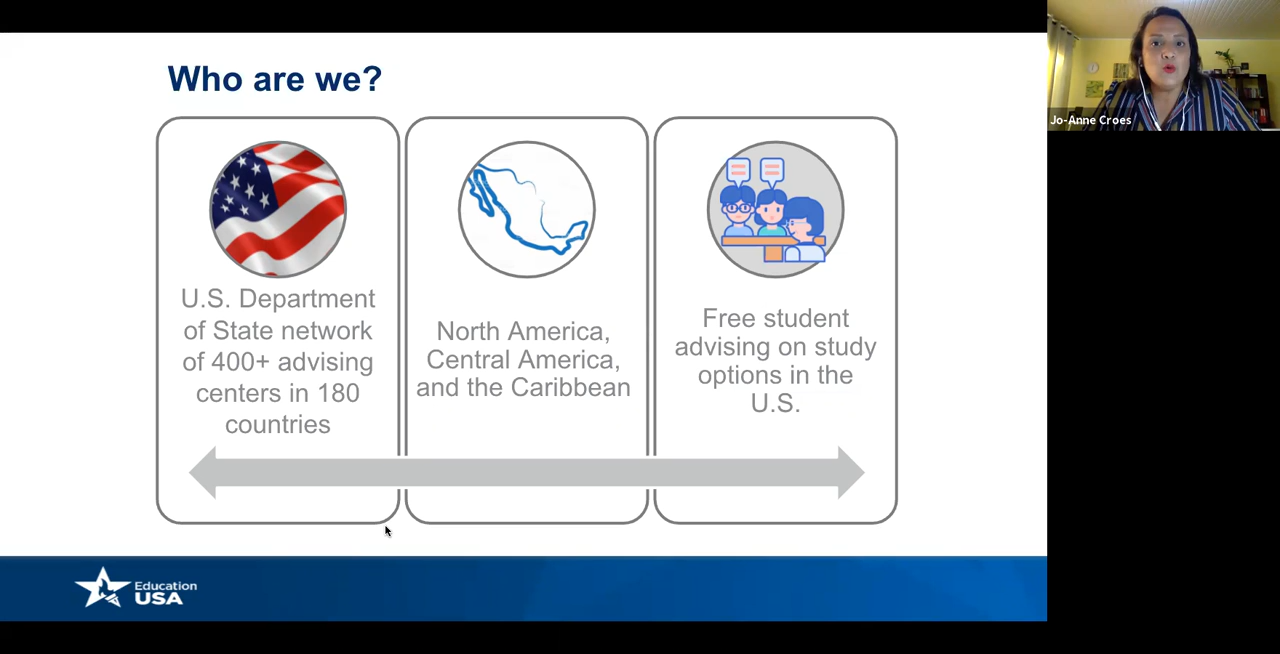 Who are we?
U.S. Department
of State network
of 400+ advising
centers in 180
countries
North America,
Central America,
and the Caribbean
Free student
advising on study
options in the
U.S.
Education
USA
Jo-Anne Croes